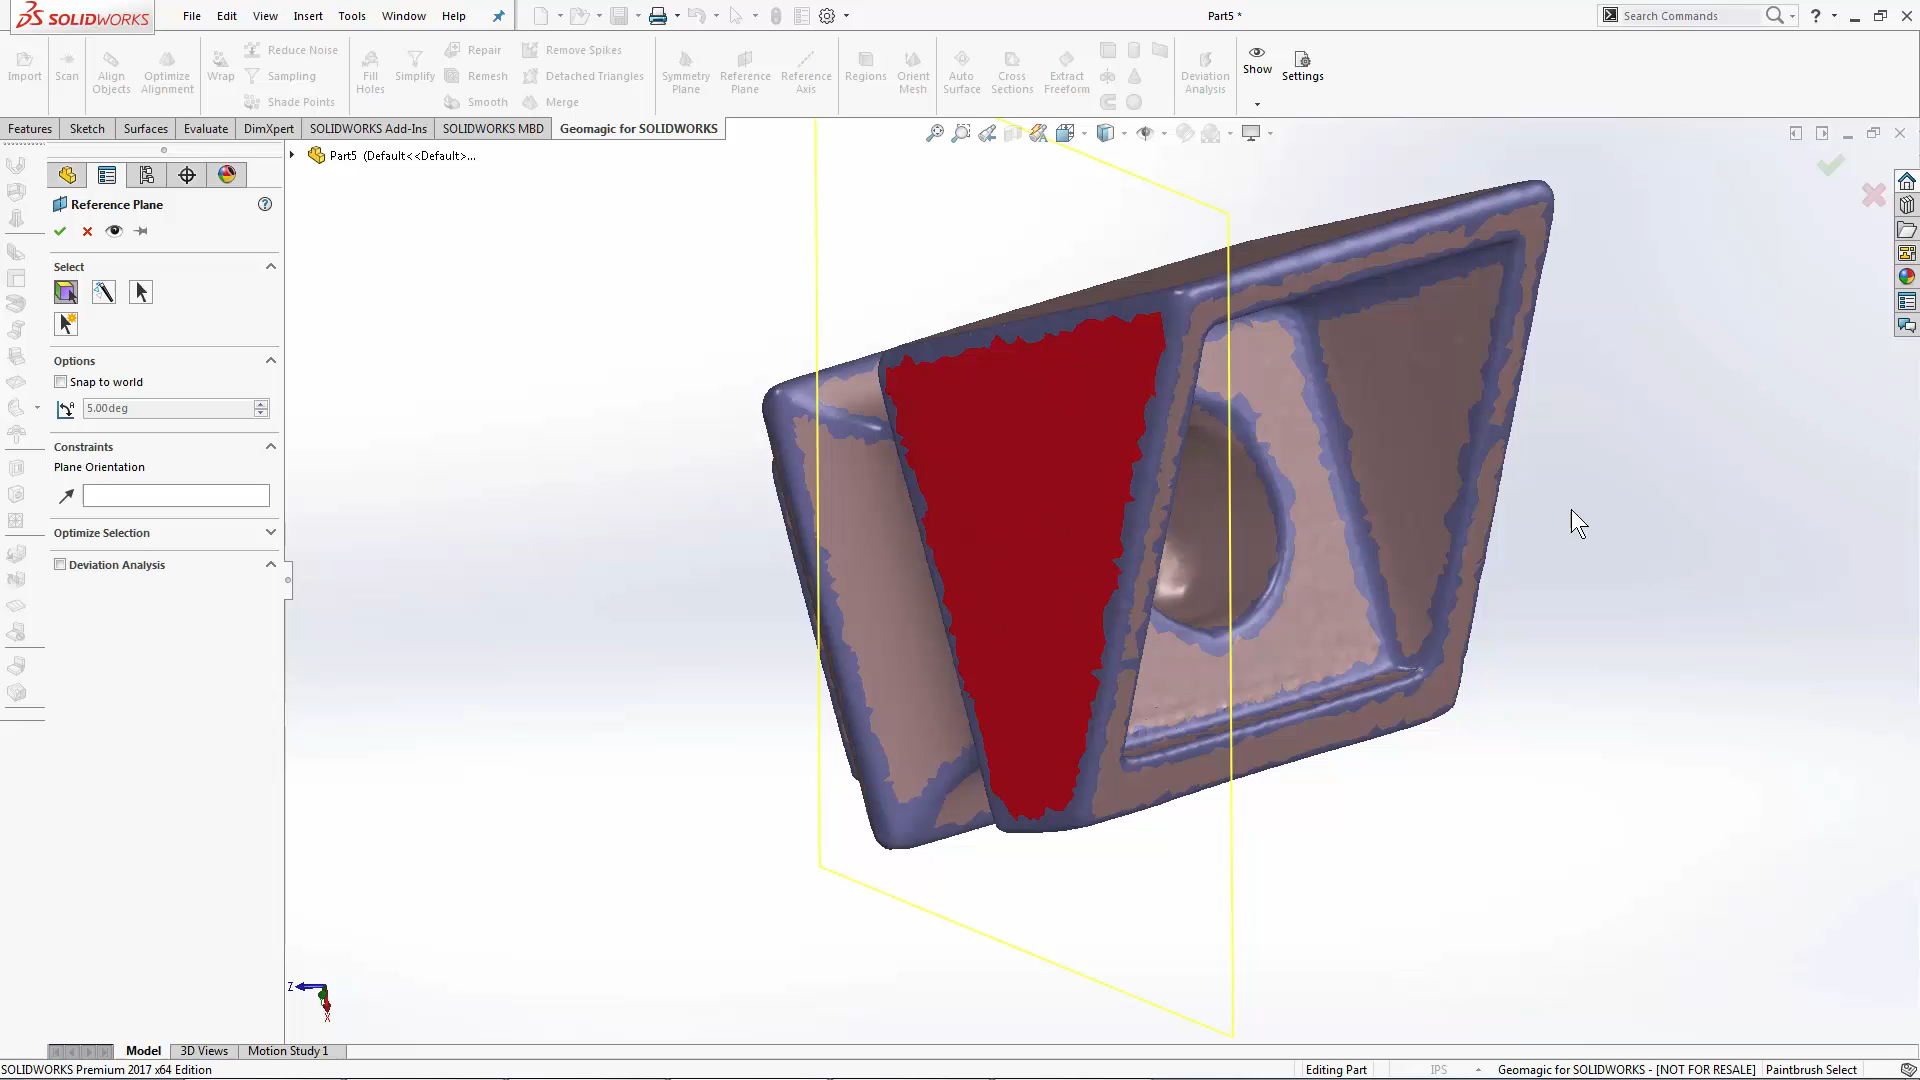 SOLIDWORKS File Edit View Insert Tools Window Help Part5 * Search Commands ?
Import Scan Align Objects Optimize Alignment Wrap Reduce Noise Sampling Shade Points Fill Holes Simplify Repair Remesh Smooth Remove Spikes Detached Triangles Merge Symmetry Plane Reference Plane Reference Axis Regions Orient Mesh Auto Surface Cross Sections Extract Freeform Deviation Analysis Show Settings
Features Sketch Surfaces Evaluate DimXpert SOLIDWORKS Add-Ins SOLIDWORKS MBD Geomagic for SOLIDWORKS
Part5 (Default<<Default>...
Reference Plane ?
Select
Options
Snap to world
5.00deg
Constraints
Plane Orientation
Optimize Selection
Deviation Analysis
Z
X
Model 3D Views Motion Study 1
SOLIDWORKS Premium 2017 x64 Edition Editing Part IPS Geomagic for SOLIDWORKS - [NOT FOR RESALE] Paintbrush Select